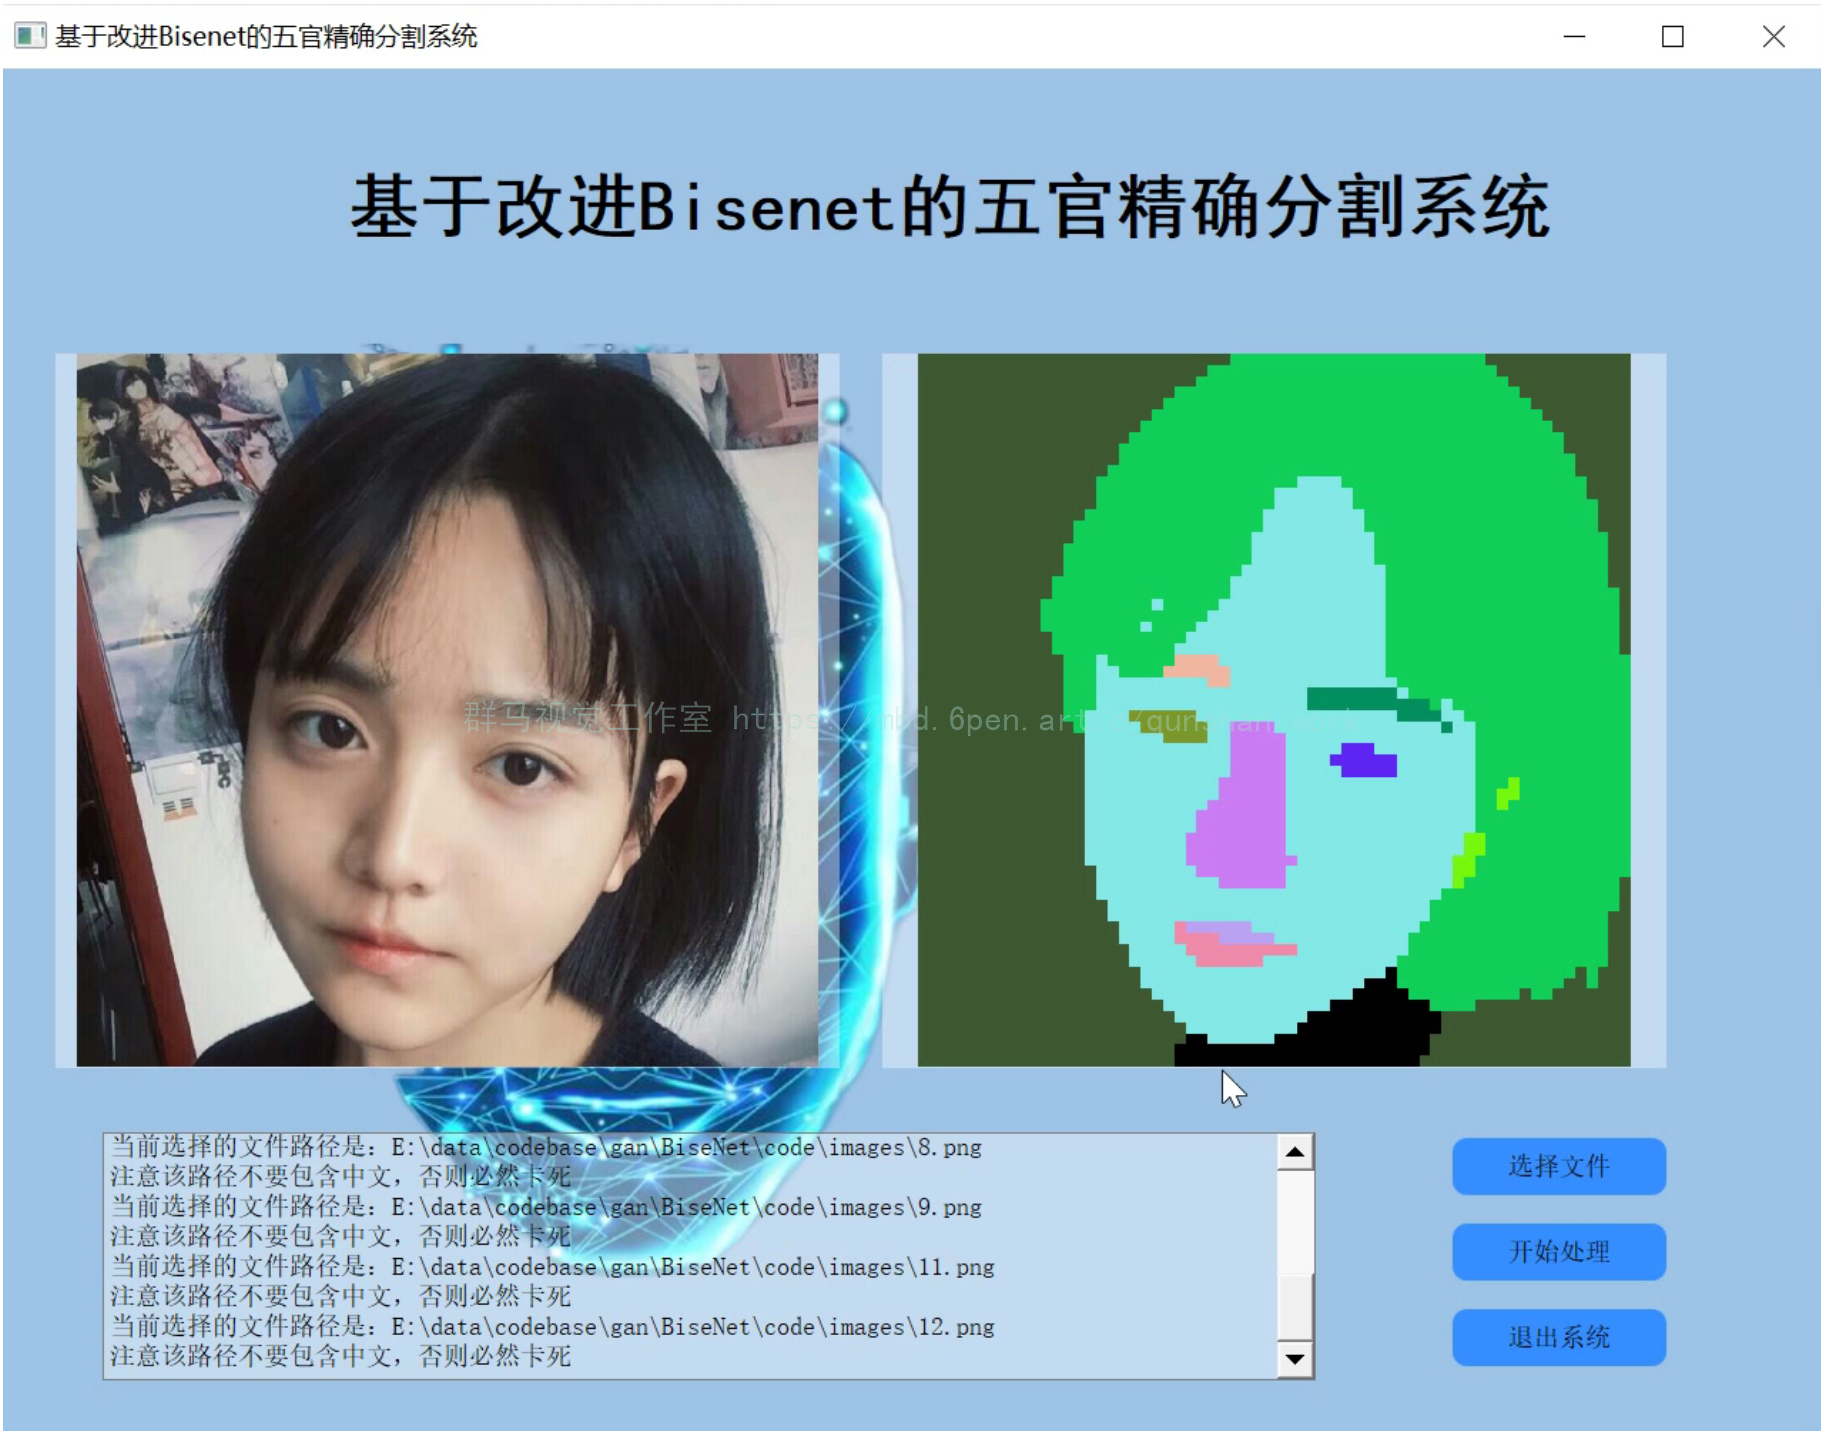 基于改进Bisenet的五官精确分割系统
基于改进Bisenet的五官精确分割系统
群马视觉工作室 https://mbd.6pen.art
当前选择的文件路径是：E:\data\codebase\gan\BiseNet\code\images\8.png
注意该路径不要包含中文，否则必然卡死
当前选择的文件路径是：E:\data\codebase\gan\BiseNet\code\images\9.png
注意该路径不要包含中文，否则必然卡死
当前选择的文件路径是：E:\data\codebase\gan\BiseNet\code\images\11.png
注意该路径不要包含中文，否则必然卡死
当前选择的文件路径是：E:\data\codebase\gan\BiseNet\code\images\12.png
注意该路径不要包含中文，否则必然卡死
选择文件
开始处理
退出系统